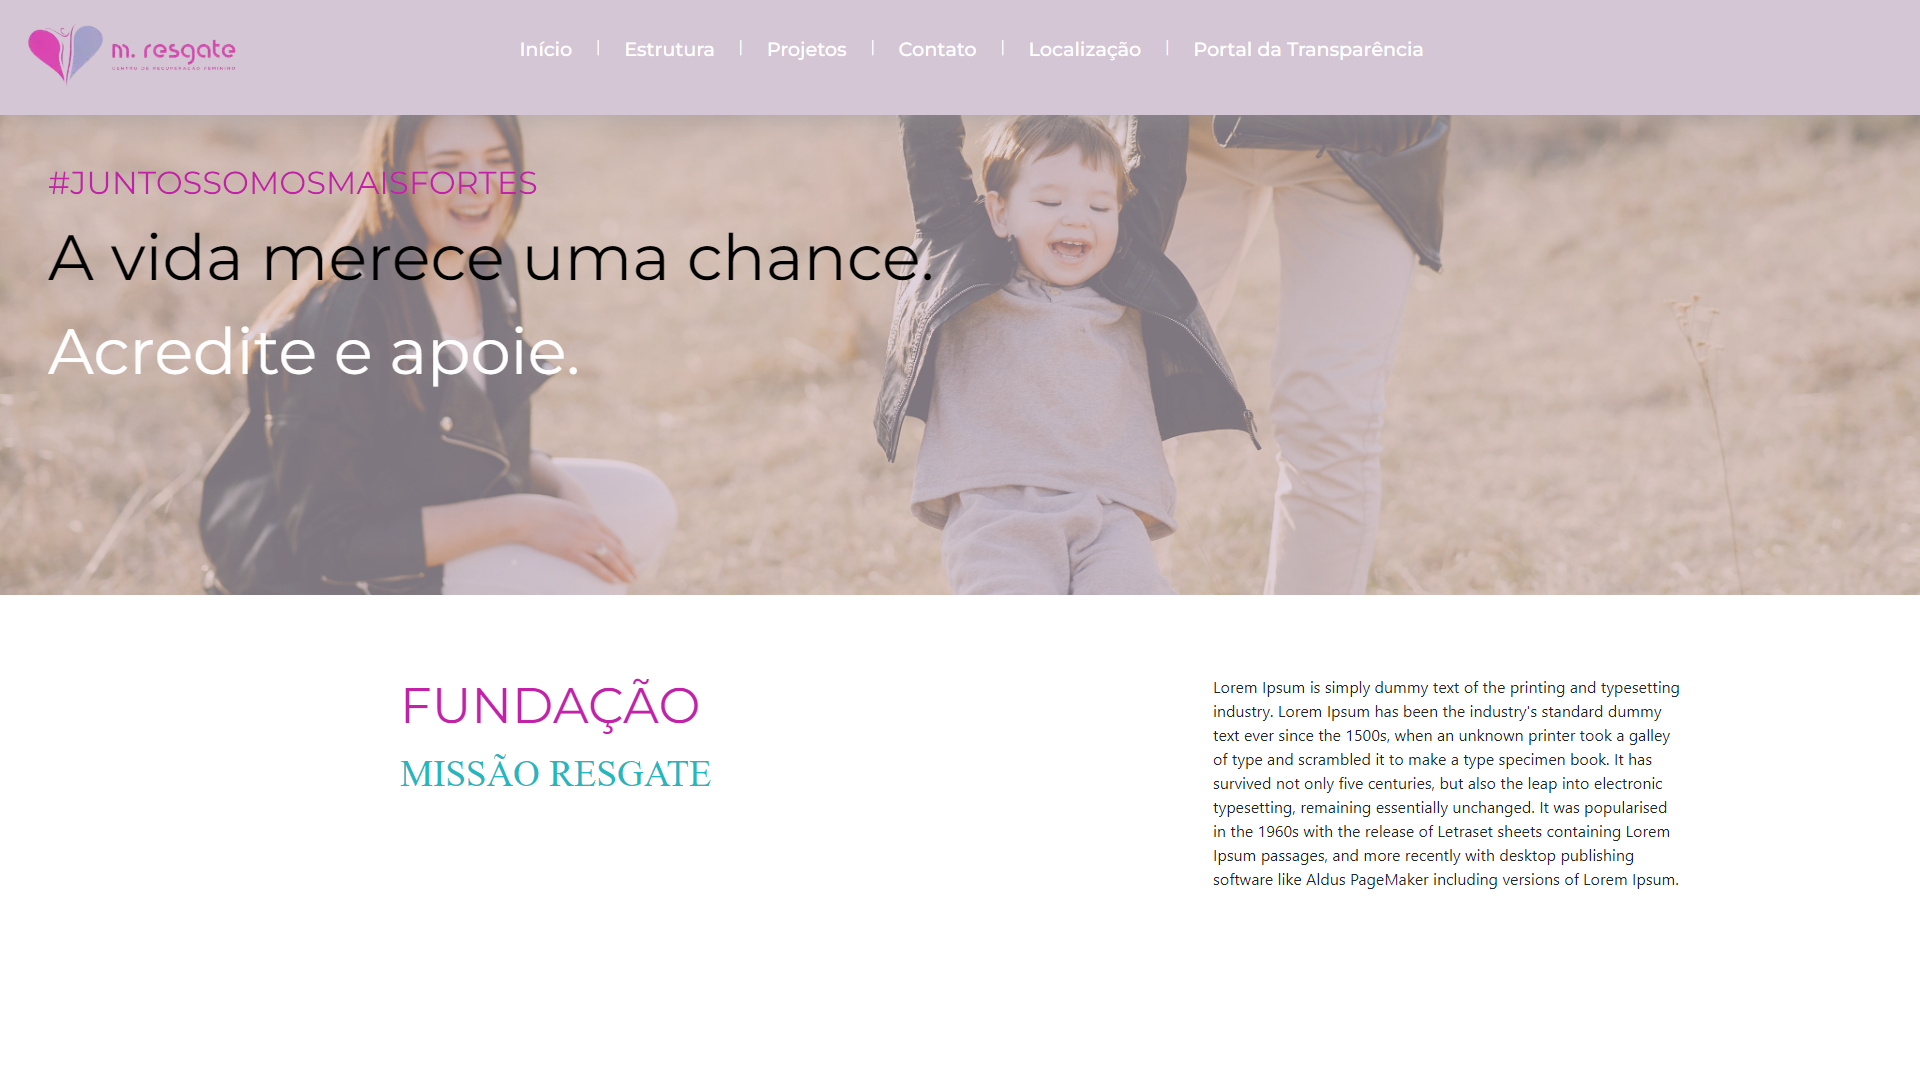 m. resgate
CENTRO DE RECUPERAÇÃO FEMININO
Início | Estrutura | Projetos | Contato | Localização | Portal da Transparência
#JUNTOSSOMOSMAISFORTES
A vida merece uma chance.
Acredite e apoie.
FUNDAÇÃO
MISSÃO RESGATE
Lorem Ipsum is simply dummy text of the printing and typesetting
industry. Lorem Ipsum has been the industry's standard dummy
text ever since the 1500s, when an unknown printer took a galley
of type and scrambled it to make a type specimen book. It has
survived not only five centuries, but also the leap into electronic
typesetting, remaining essentially unchanged. It was popularised
in the 1960s with the release of Letraset sheets containing Lorem
Ipsum passages, and more recently with desktop publishing
software like Aldus PageMaker including versions of Lorem Ipsum.